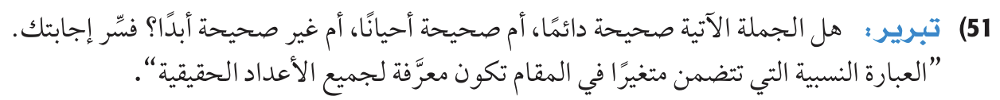 51) تبرير: هل الجملة الآتية صحيحة دائمًا، أم صحيحة أحيانًا، أم غير صحيحة أبدًا؟ فسِّر إجابتك.
”العبارة النسبية التي تتضمن متغيرًا في المقام تكون معرَّفة لجميع الأعداد الحقيقية“.